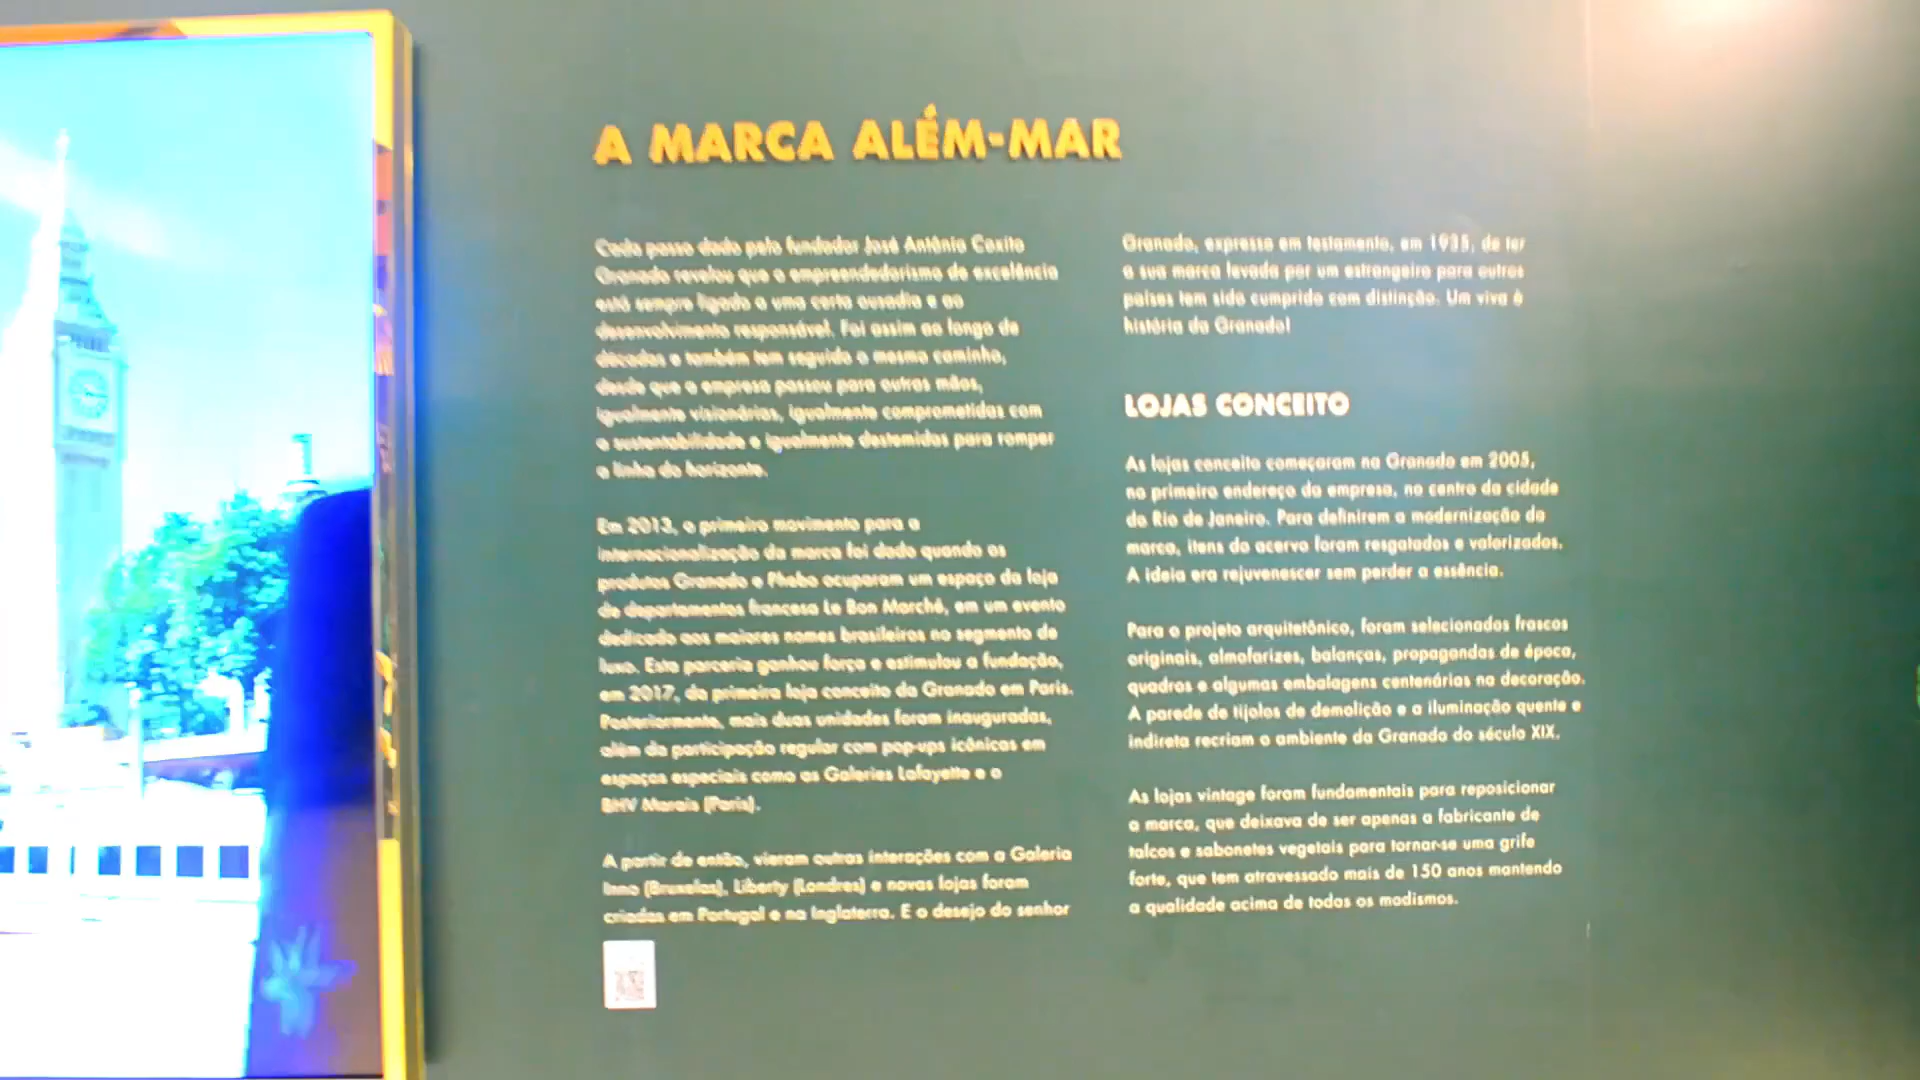 A MARCA ALÉM-MAR
Cada passo dado pelo fundador José Antônio Coxito
Granado revelou que o empreendedorismo de excelência
está sempre ligado a uma certa ousadia e ao
desenvolvimento responsável. Foi assim ao longo de
décadas e também tem seguido o mesmo caminho,
desde que a empresa passou para outras mãos,
igualmente visionárias, igualmente comprometidas com
a sustentabilidade e igualmente destemidas para romper
a linha do horizonte.
Em 2013, o primeiro movimento para a
internacionalização da marca foi dado quando os
produtos Granado e Phebo ocuparam um espaço da loja
de departamentos francesa Le Bon Marché, em um evento
dedicado aos maiores nomes brasileiros no segmento de
luxo. Esta parceria ganhou força e estimulou a fundação,
em 2017, da primeira loja conceito da Granado em Paris.
Posteriormente, mais duas unidades foram inauguradas,
além da participação regular com pop-ups icônicas em
espaços especiais como as Galeries Lafayette e o
BHV Marais (Paris).
A partir de então, vieram outras interações com a Galeria
Inno (Bruxelas), Liberty (Londres) e novas lojas foram
criadas em Portugal e na Inglaterra. E o desejo do senhor
Granado, expresso em testamento, em 1935, de ter
a sua marca levada por um estrangeiro para outros
países tem sido cumprido com distinção. Um viva à
história da Granado!
LOJAS CONCEITO
As lojas conceito começaram na Granado em 2005,
no primeiro endereço da empresa, no centro da cidade
do Rio de Janeiro. Para definirem a modernização da
marca, itens do acervo foram resgatados e valorizados.
A ideia era rejuvenescer sem perder a essência.
Para o projeto arquitetônico, foram selecionados frascos
originais, almofarizes, balanças, propagandas de época,
quadros e algumas embalagens centenárias na decoração.
A parede de tijolos de demolição e a iluminação quente e
indireta recriam o ambiente da Granado do século XIX.
As lojas vintage foram fundamentais para reposicionar
a marca, que deixava de ser apenas a fabricante de
talcos e sabonetes vegetais para tornar-se uma grife
forte, que tem atravessado mais de 150 anos mantendo
a qualidade acima de todos os modismos.